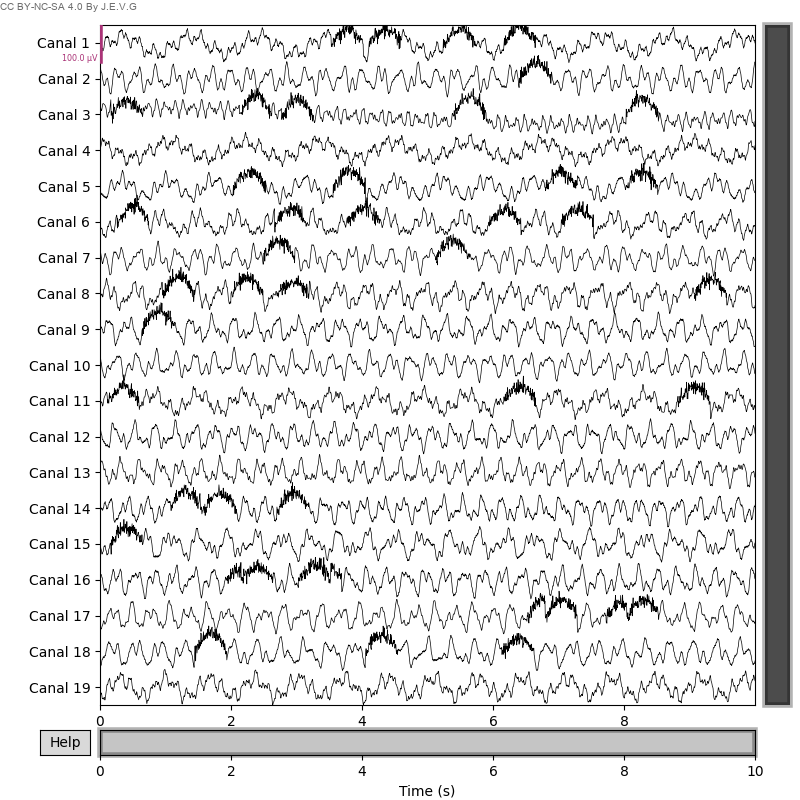 CC BY-NC-SA 4.0 By J.E.V.G
Canal 1
100.0 µV
Canal 2
Canal 3
Canal 4
Canal 5
Canal 6
Canal 7
Canal 8
Canal 9
Canal 10
Canal 11
Canal 12
Canal 13
Canal 14
Canal 15
Canal 16
Canal 17
Canal 18
Canal 19
0 2 4 6 8
Help
0 2 4 6 8 10
Time (s)